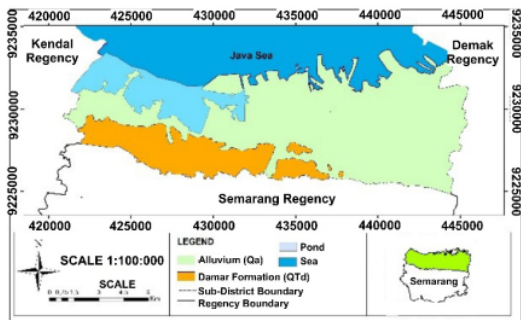 420000 425000 430000 435000 440000 445000
9235000
9235000
Kendal
Regency
Java Sea
Demak
Regency
9230000
9230000
9225000
9225000
Semarang Regency
420000 425000 430000 435000 440000 445000
N
SCALE 1:100:000
SCALE
Km
LEGEND
Alluvium (Qa)
Damar Formation (QTd)
Sub-District Boundary
Regency Boundary
Pond
Sea
Semarang